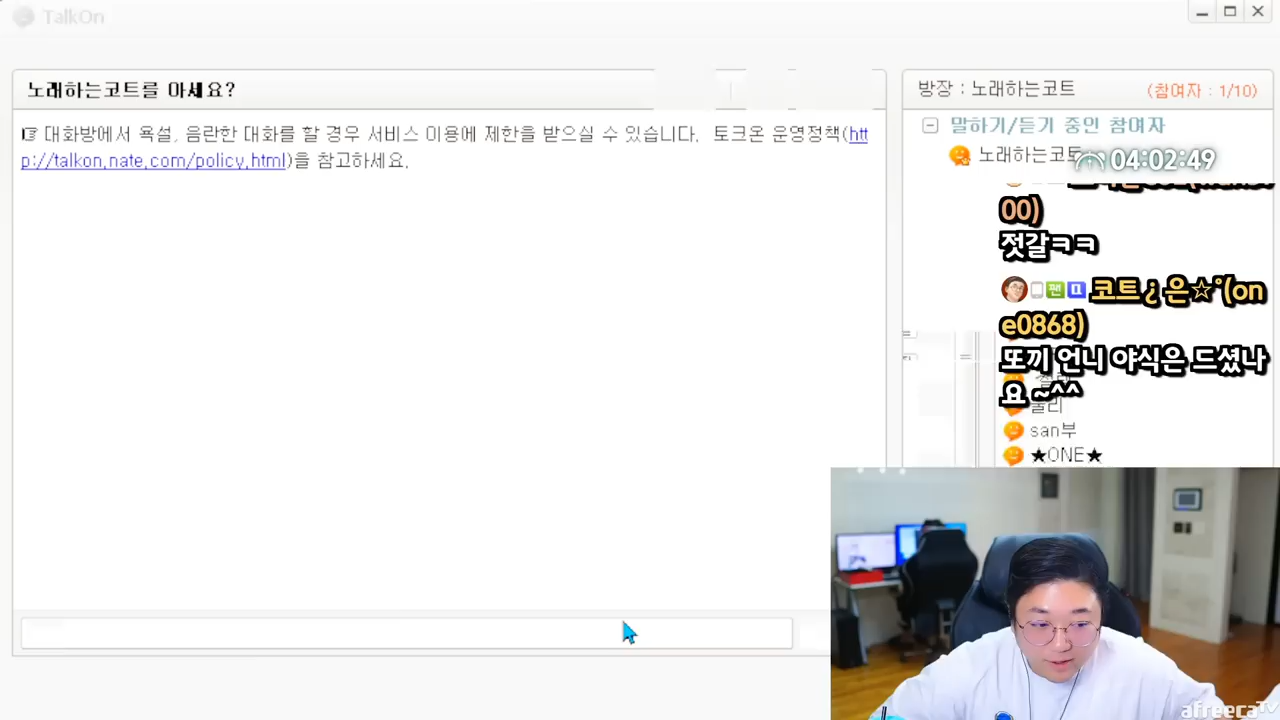 TalkOn
노래하는코트를 아세요?
방장 : 노래하는코트
(참여자 : 1/10)
☞ 대화방에서 욕설, 음란한 대화를 할 경우 서비스 이용에 제한을 받으실 수 있습니다. 토크온 운영정책(htt
p://talkon.nate.com/policy.html)을 참고하세요.
말하기/듣기 중인 참여자
노래하는코트
04:02:49
00)
젓갈ㅋㅋ
팬 코트¿은☆˚(on
e0868)
또끼 언니 야식은 드셨나
요 ~^^
san부
★ONE★
afreecaTV